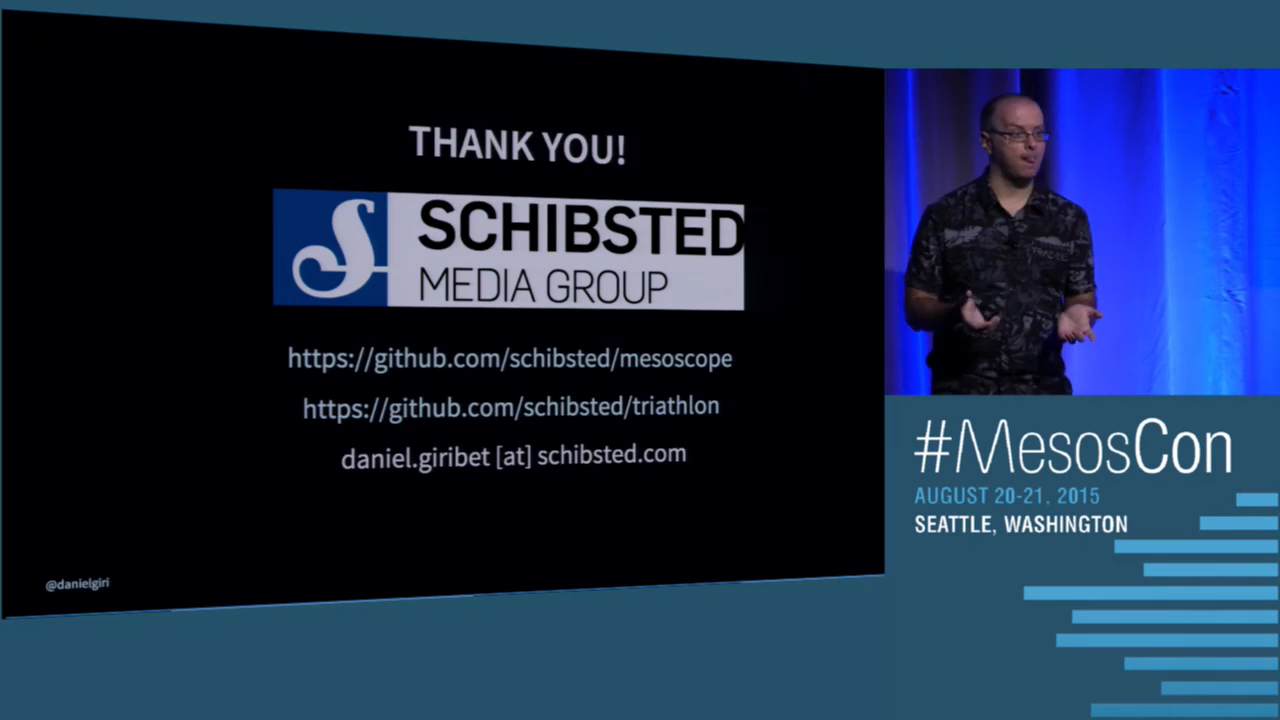 THANK YOU!
SCHIBSTED
MEDIA GROUP
https://github.com/schibsted/mesoscope
https://github.com/schibsted/triathlon
daniel.giribet [at] schibsted.com
@danielgiri
#MesosCon
AUGUST 20-21, 2015
SEATTLE, WASHINGTON